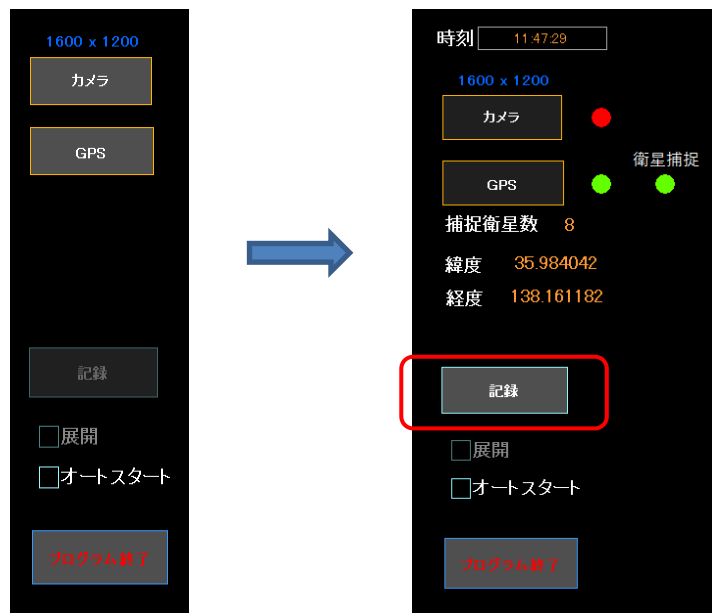 1600 x 1200
カメラ
GPS
記録
展開
オートスタート
プログラム終了
時刻 11:47:29
1600 x 1200
カメラ
衛星捕捉
GPS
捕捉衛星数 8
緯度 35.984042
経度 138.161182
記録
展開
オートスタート
プログラム終了